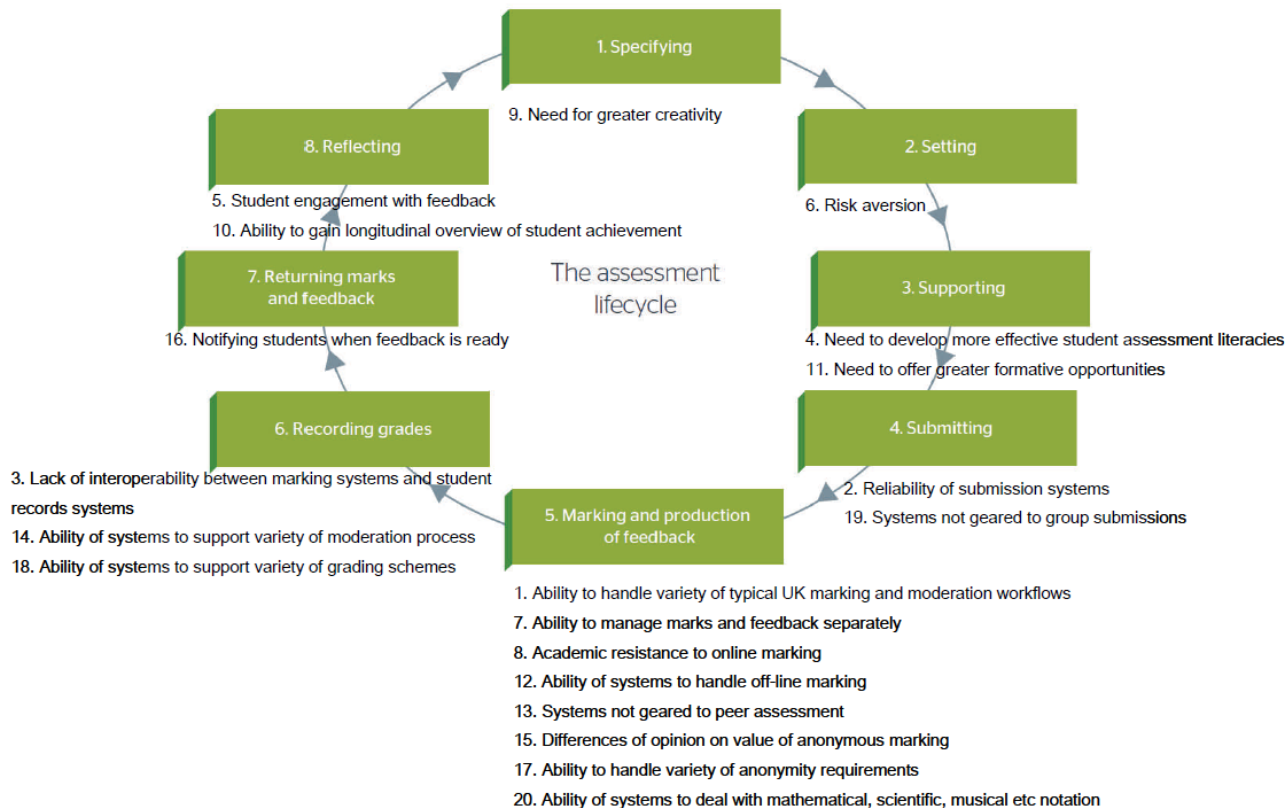 1. Specifying
9. Need for greater creativity
2. Setting
6. Risk aversion
3. Supporting
4. Need to develop more effective student assessment literacies
11. Need to offer greater formative opportunities
4. Submitting
2. Reliability of submission systems
19. Systems not geared to group submissions
5. Marking and production
of feedback
1. Ability to handle variety of typical UK marking and moderation workflows
7. Ability to manage marks and feedback separately
8. Academic resistance to online marking
12. Ability of systems to handle off-line marking
13. Systems not geared to peer assessment
15. Differences of opinion on value of anonymous marking
17. Ability to handle variety of anonymity requirements
20. Ability of systems to deal with mathematical, scientific, musical etc notation
6. Recording grades
3. Lack of interoperability between marking systems and student
records systems
14. Ability of systems to support variety of moderation process
18. Ability of systems to support variety of grading schemes
7. Returning marks
and feedback
16. Notifying students when feedback is ready
8. Reflecting
5. Student engagement with feedback
10. Ability to gain longitudinal overview of student achievement
The assessment
lifecycle